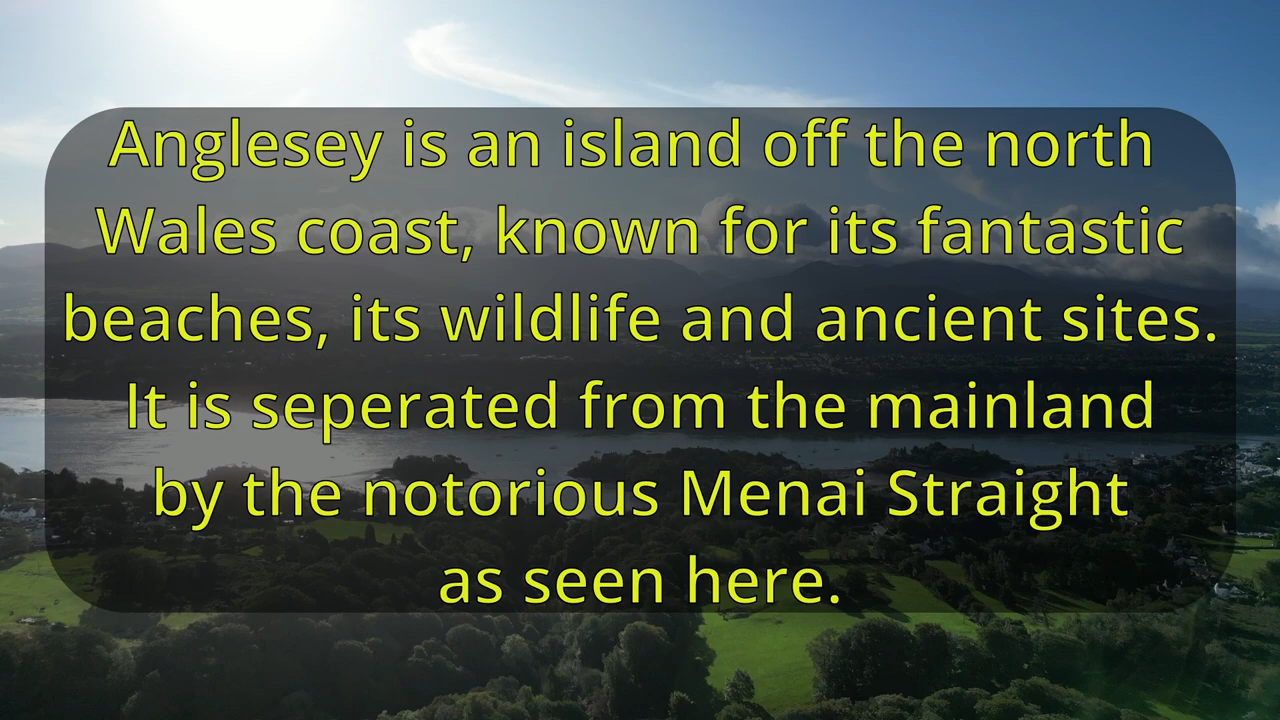 Anglesey is an island off the north
Wales coast, known for its fantastic
beaches, its wildlife and ancient sites.
It is seperated from the mainland
by the notorious Menai Straight
as seen here.